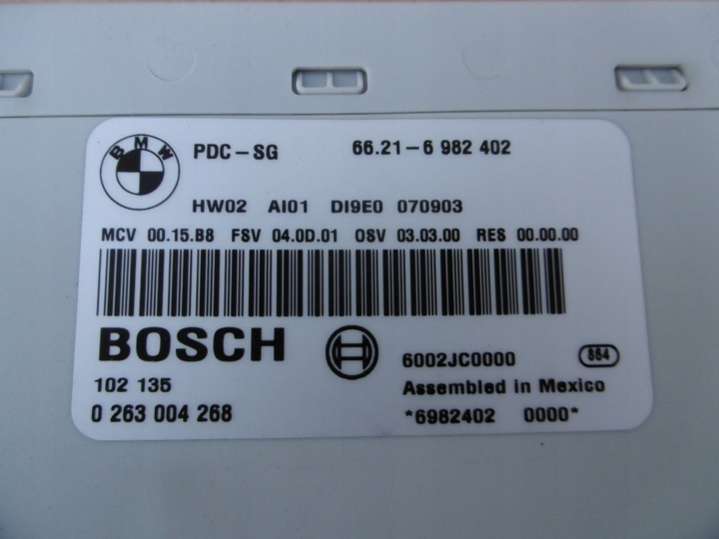 BMW
PDC-SG 66.21-6 982 402
HW02 AI01 DI9E0 070903
MCV 00.15.B8 FSV 04.0D.01 OSV 03.03.00 RES 00.00.00
BOSCH
6002JC0000 864
102 135 Assembled in Mexico
0 263 004 268 *6982402 0000*